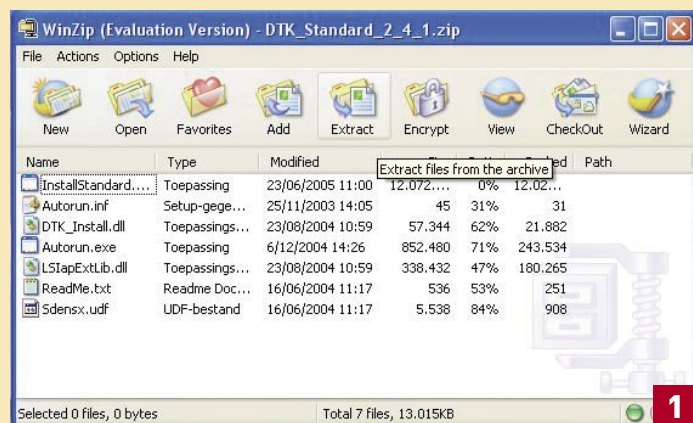 WinZip (Evaluation Version) - DTK_Standard_2_4_1.zip
File Actions Options Help
New Open Favorites Add Extract Encrypt View CheckOut Wizard
Name Type Modified Path
Extract files from the archive
InstallStandard.... Toepassing 23/06/2005 11:00 12.072.... 0% 12.02...
Autorun.inf Setup-gege... 25/11/2003 14:05 45 31% 31
DTK_Install.dll Toepassings... 23/08/2004 10:59 57.344 62% 21.882
Autorun.exe Toepassing 6/12/2004 14:26 852.480 71% 243.534
LSIapExtLib.dll Toepassings... 23/08/2004 10:59 338.432 47% 180.265
ReadMe.txt Readme Doc... 16/06/2004 11:17 536 53% 251
Sdensx.udf UDF-bestand 16/06/2004 11:17 5.538 84% 908
Selected 0 files, 0 bytes Total 7 files, 13.015KB
1